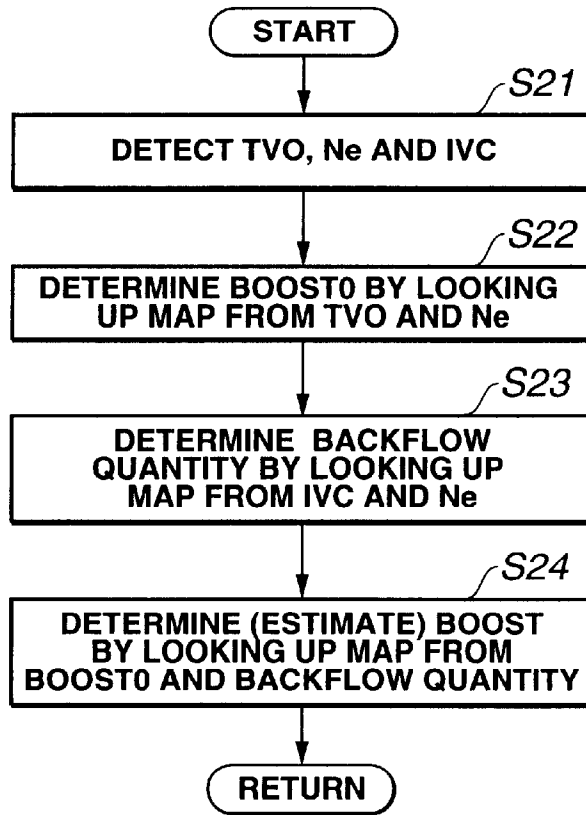 START
S21
DETECT TVO, Ne AND IVC
S22
DETERMINE BOOST0 BY LOOKING
UP MAP FROM TVO AND Ne
S23
DETERMINE BACKFLOW
QUANTITY BY LOOKING UP
MAP FROM IVC AND Ne
S24
DETERMINE (ESTIMATE) BOOST
BY LOOKING UP MAP FROM
BOOST0 AND BACKFLOW QUANTITY
RETURN